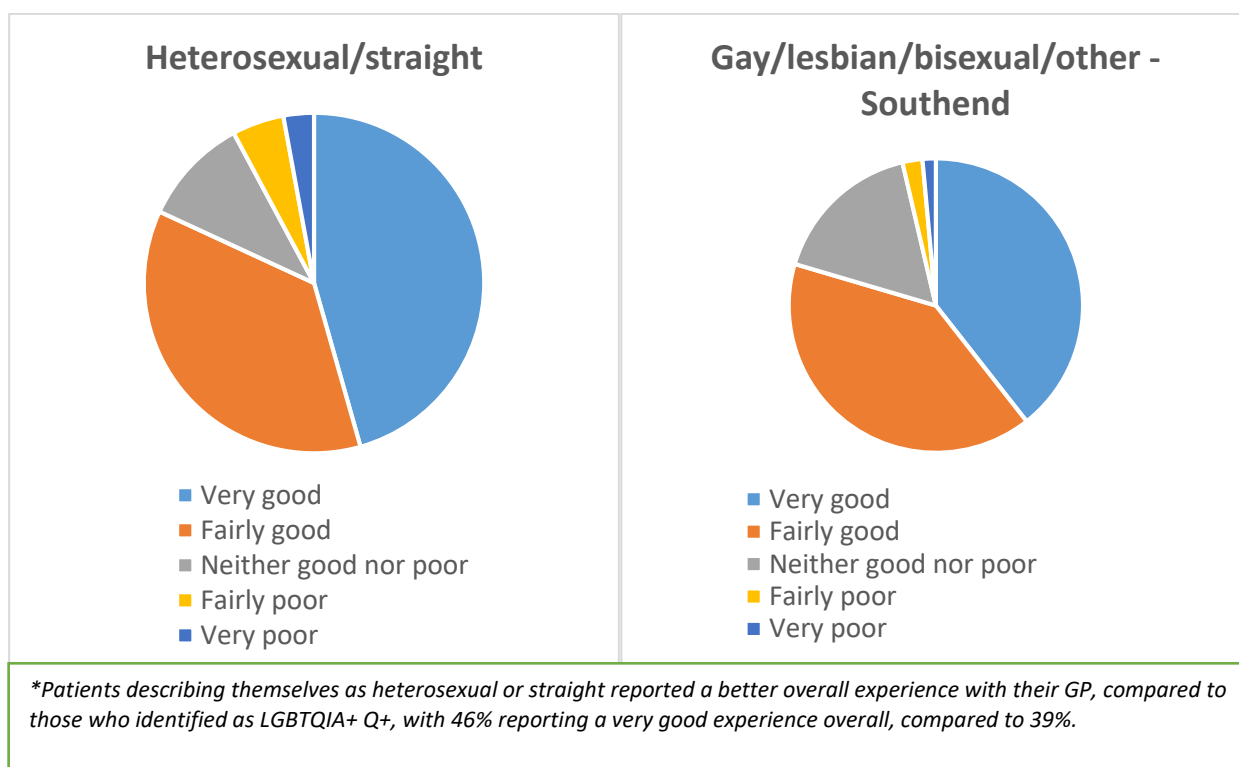 Heterosexual/straight
Very good
Fairly good
Neither good nor poor
Fairly poor
Very poor
Gay/lesbian/bisexual/other -
Southend
Very good
Fairly good
Neither good nor poor
Fairly poor
Very poor
*Patients describing themselves as heterosexual or straight reported a better overall experience with their GP, compared to
those who identified as LGBTQIA+ Q+, with 46% reporting a very good experience overall, compared to 39%.